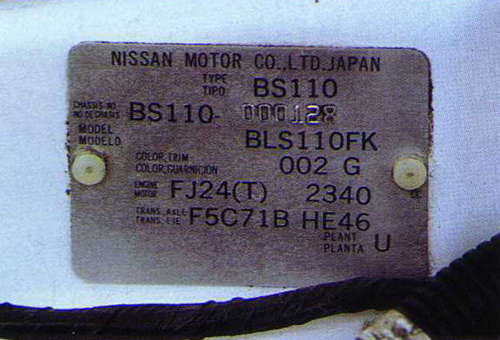 NISSAN MOTOR CO.,LTD.JAPAN
TYPE
TIPO BS110
CHASSIS NO.
NO DE CHASSIS BS110- 000128
MODEL
MODELO BLS110FK
COLOR,TRIM
COLOR,GUARNICION 002 G
ENGINE
MOTOR FJ24(T) 2340
TRANS. AXLE
TRANS. EJE F5C71B HE46
PLANT
PLANTA U